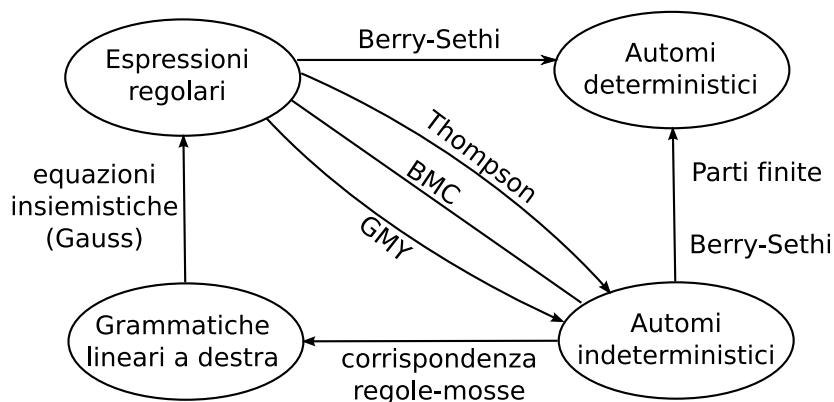 Espressioni
regolari
Berry-Sethi
Automi
deterministici
Thompson
BMC
GMY
equazioni
insiemistiche
(Gauss)
Parti finite
Berry-Sethi
Grammatiche
lineari a destra
corrispondenza
regole-mosse
Automi
indeterministici